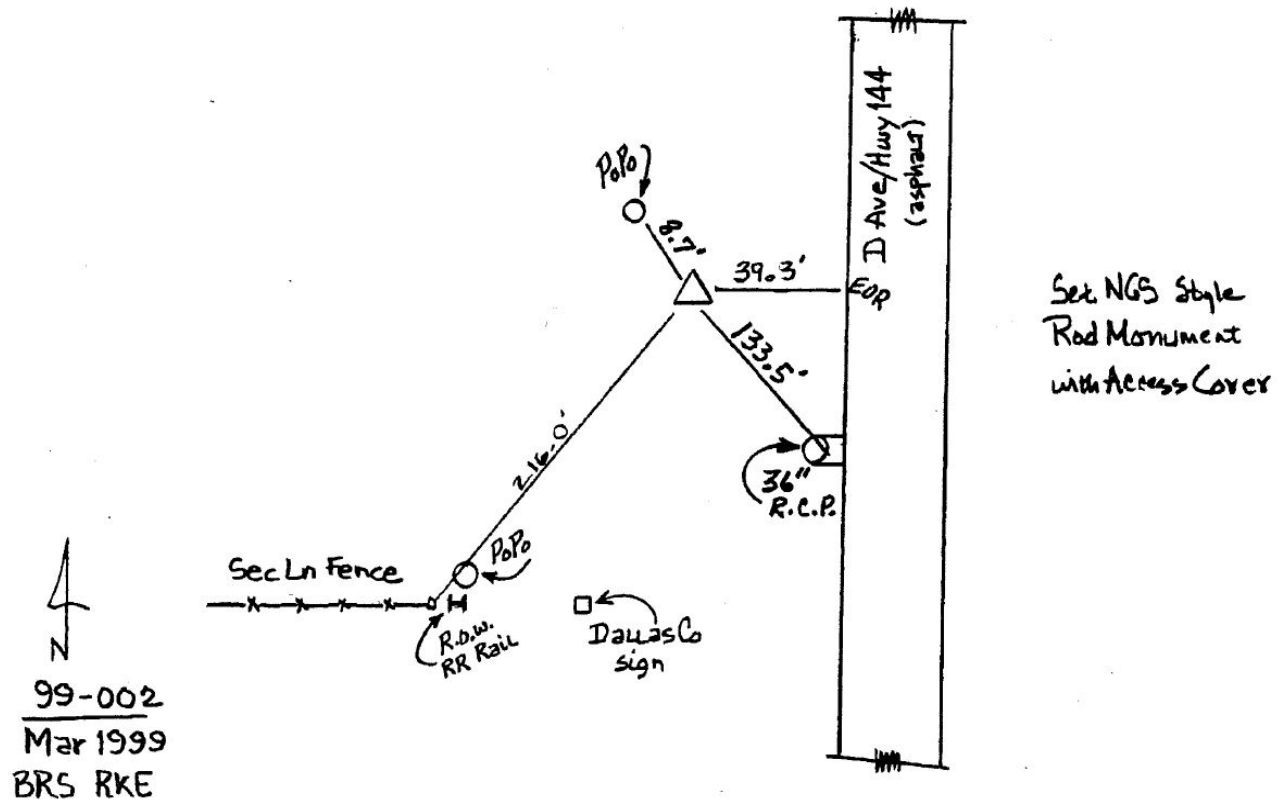 D Ave/Hwy 144
(asphalt)
PoPo
8.7'
39.3'
EOR
Set NGS Style
Rod Monument
with Access Cover
133.5'
216.0'
36"
R.C.P.
Sec Ln Fence
PoPo
R.O.W.
RR Rail
Dallas Co
sign
N
99-002
Mar 1999
BRS RKE